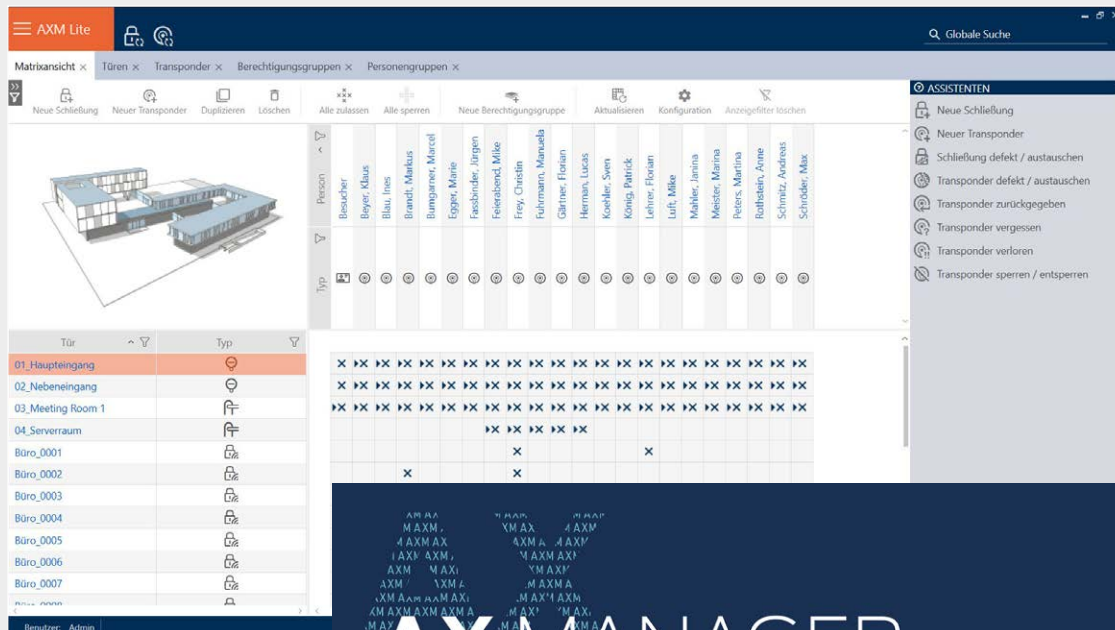 AXM Lite
Globale Suche
Matrixansicht × Türen × Transponder × Berechtigungsgruppen × Personengruppen ×
Neue Schließung Neuer Transponder Duplizieren Löschen Alle zulassen Alle sperren Neue Berechtigungsgruppe Aktualisieren Konfiguration Anzeigefilter löschen
ASSISTENTEN
Neue Schließung
Neuer Transponder
Schließung defekt / austauschen
Transponder defekt / austauschen
Transponder zurückgegeben
Transponder vergessen
Transponder verloren
Transponder sperren / entsperren
Person
Besucher
Beyer, Klaus
Blau, Ines
Brandt, Markus
Bumgarner, Marcel
Egger, Marie
Fassbinder, Jürgen
Feierabend, Mike
Frey, Christin
Fuhrmann, Manuela
Gärtner, Florian
Herman, Lucas
Koehler, Sven
König, Patrick
Lehrer, Florian
Luft, Mike
Mahler, Janina
Meister, Marina
Peters, Martina
Rothstein, Anne
Schmitz, Andreas
Schröder, Max
Typ
Tür Typ
01_Haupteingang
02_Nebeneingang
03_Meeting Room 1
04_Serverraum
Büro_0001
Büro_0002
Büro_0003
Büro_0004
Büro_0005
Büro_0006
Büro_0007
Benutzer: Admin
AX MANAGER